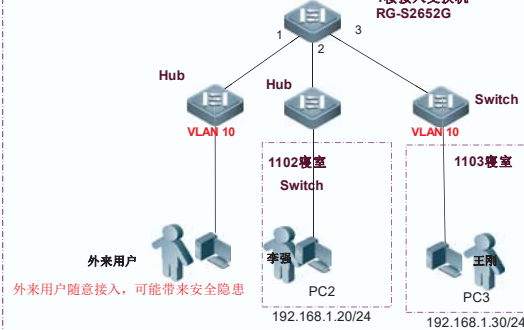 RG-S2652G
1
2
3
Hub
Hub
Switch
VLAN 10
VLAN 10
1102寝室
1103寝室
Switch
外来用户
李强
王刚
外来用户随意接入，可能带来安全隐患
PC2
PC3
192.168.1.20/24
192.168.1.30/24